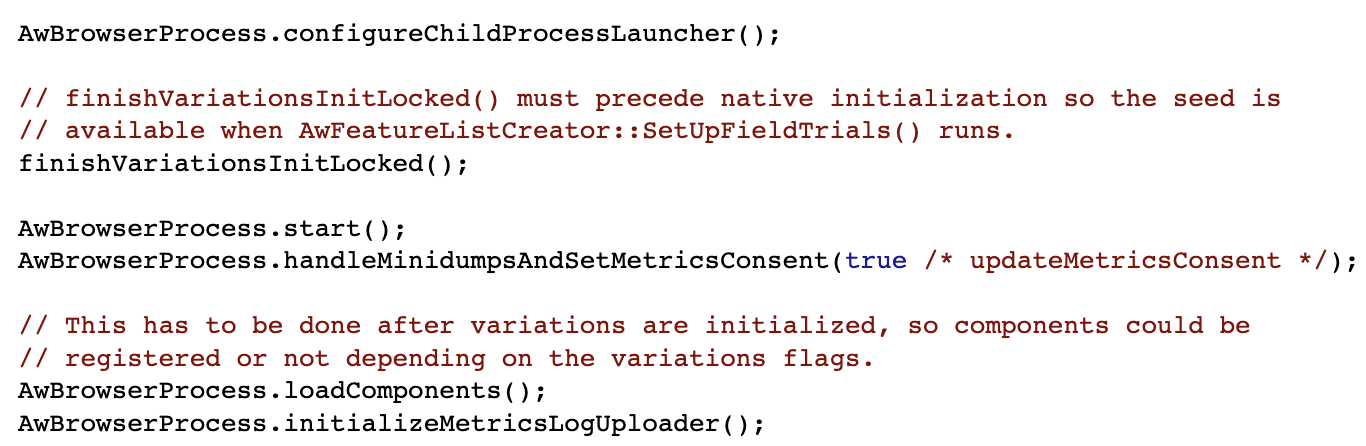 AwBrowserProcess.configureChildProcessLauncher();
// finishVariationsInitLocked() must precede native initialization so the seed is
// available when AwFeatureListCreator::SetUpFieldTrials() runs.
finishVariationsInitLocked();
AwBrowserProcess.start();
AwBrowserProcess.handleMinidumpsAndSetMetricsConsent(true /* updateMetricsConsent */);
// This has to be done after variations are initialized, so components could be
// registered or not depending on the variations flags.
AwBrowserProcess.loadComponents();
AwBrowserProcess.initializeMetricsLogUploader();